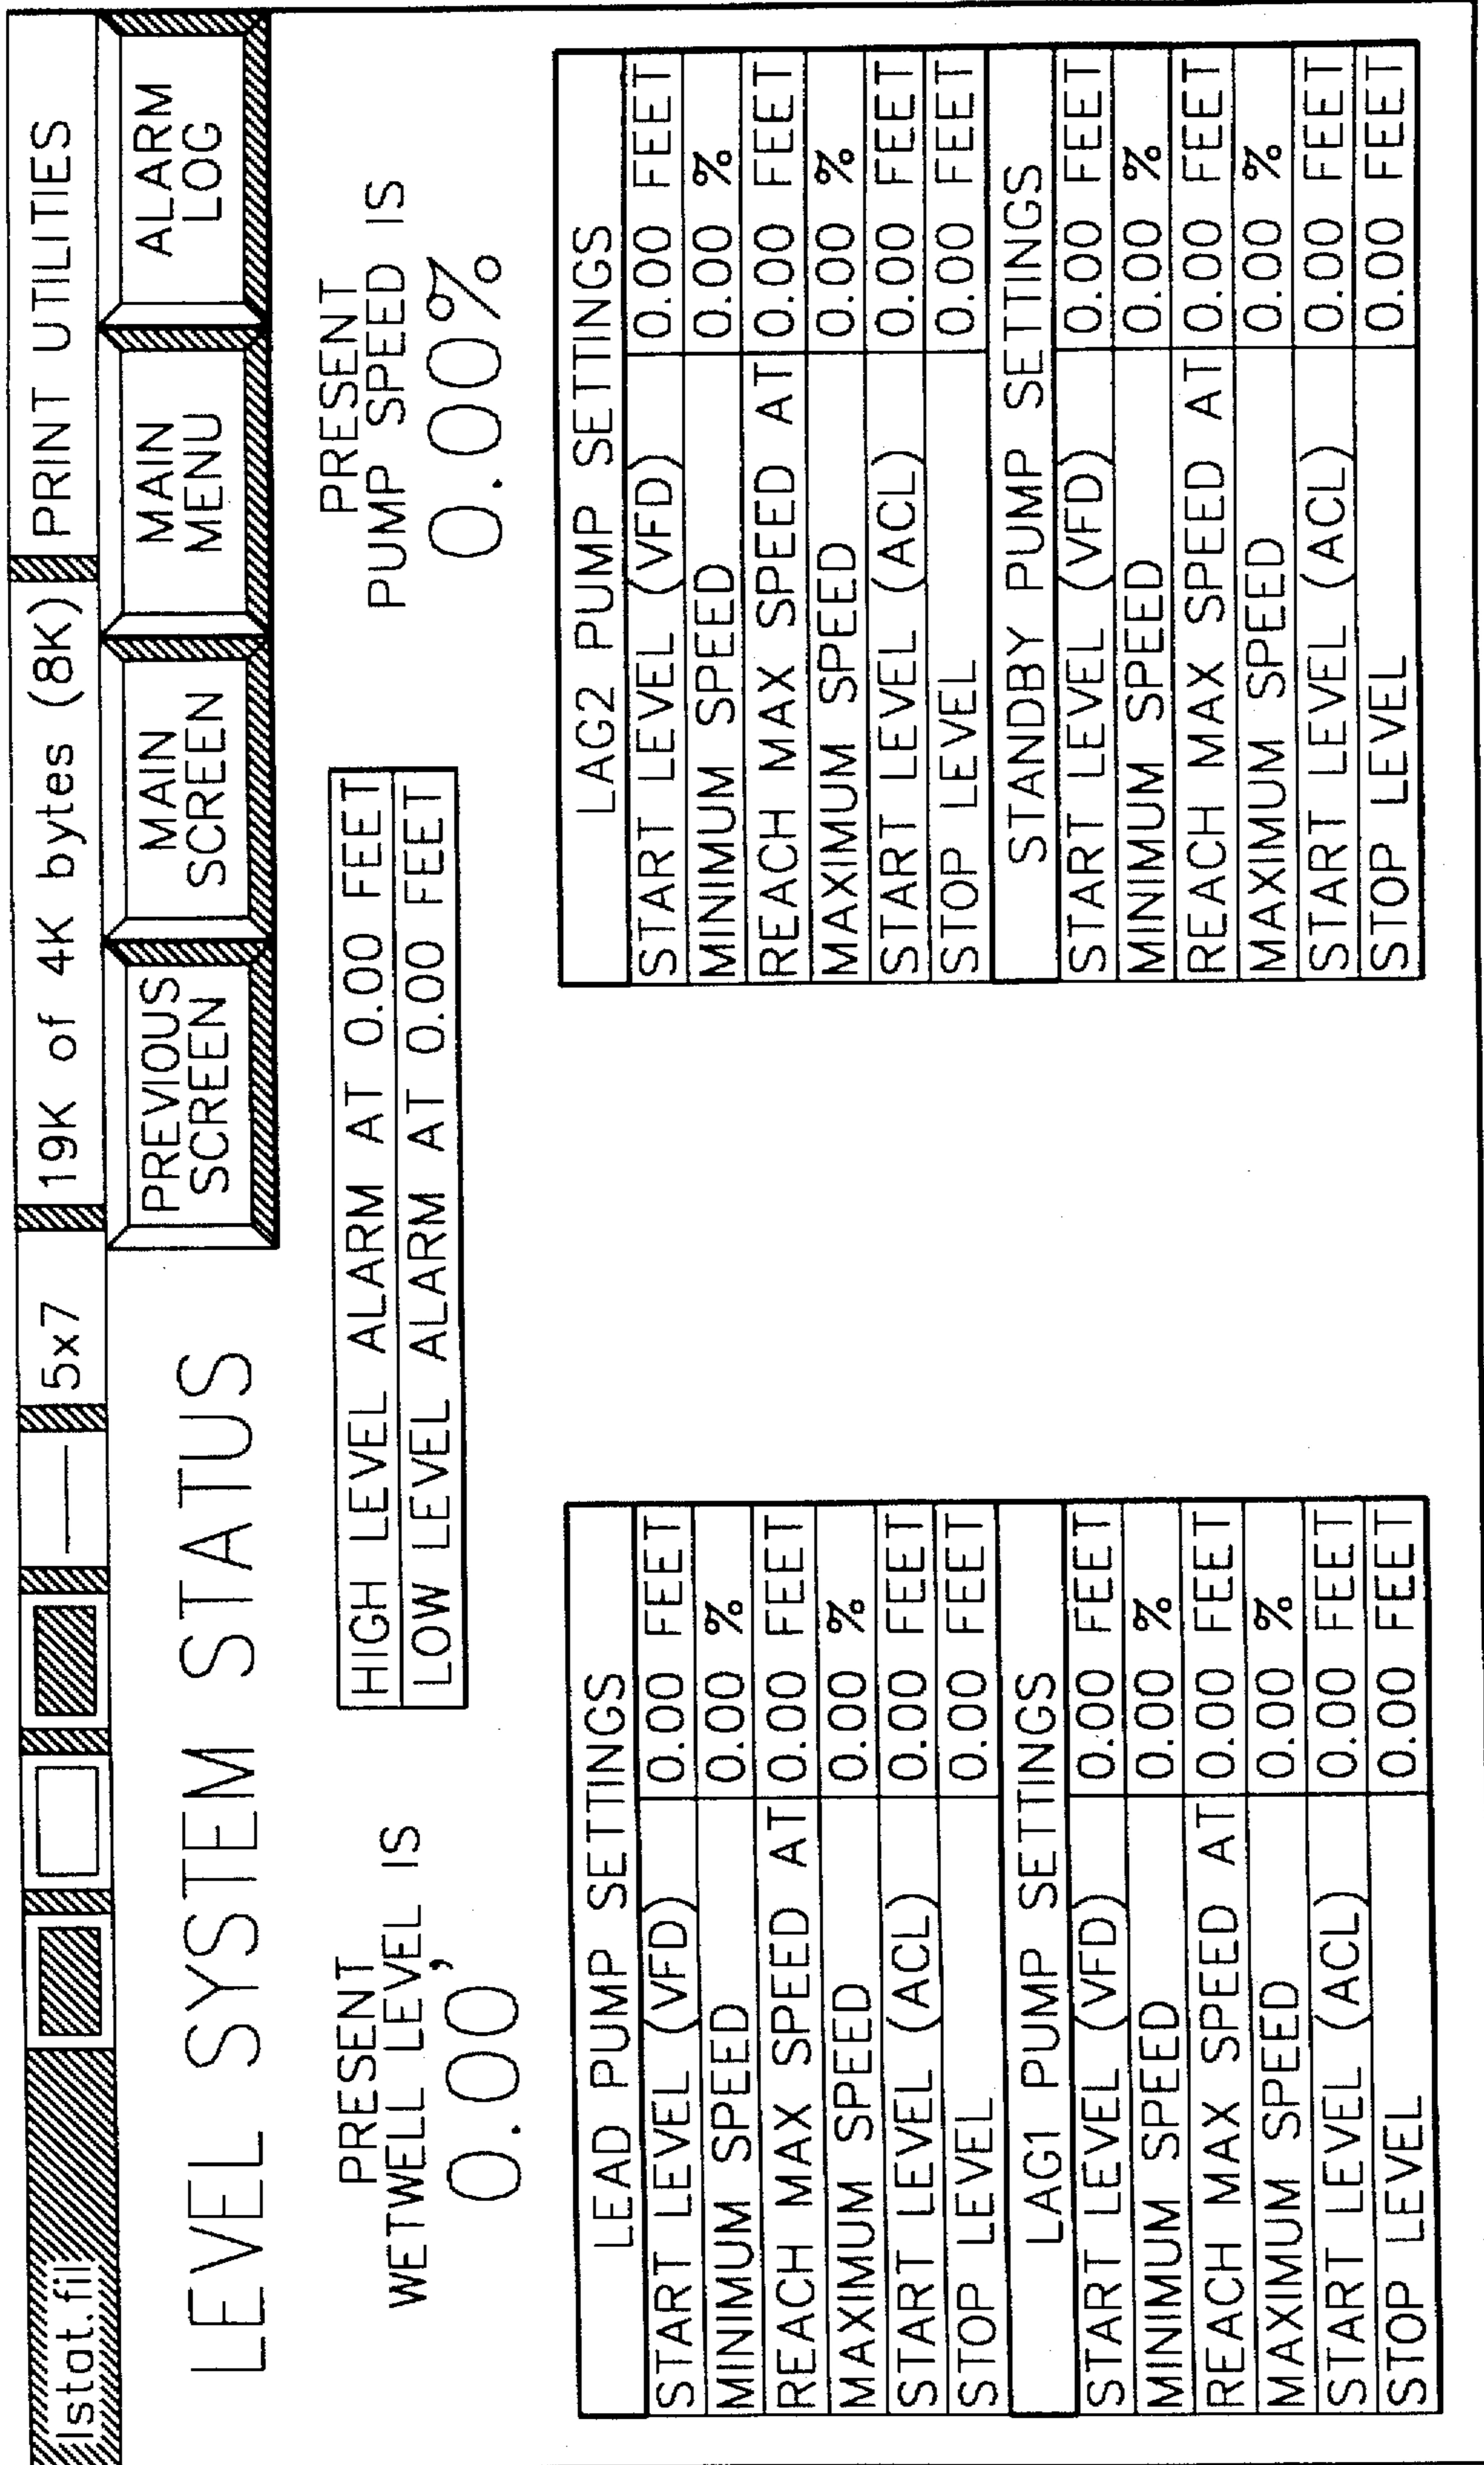 lstat.fil 5x7 19K of 4K bytes (8K) PRINT UTILITIES
LEVEL SYSTEM STATUS
PREVIOUS
SCREEN
MAIN
SCREEN
MAIN
MENU
ALARM
LOG
PRESENT
WETWELL LEVEL IS
0.00'
HIGH LEVEL ALARM AT 0.00 FEET
LOW LEVEL ALARM AT 0.00 FEET
PRESENT
PUMP SPEED IS
0.00%
LEAD PUMP SETTINGS
START LEVEL (VFD) 0.00 FEET
MINIMUM SPEED 0.00 %
REACH MAX SPEED AT 0.00 FEET
MAXIMUM SPEED 0.00 %
START LEVEL (ACL) 0.00 FEET
STOP LEVEL 0.00 FEET
LAG1 PUMP SETTINGS
START LEVEL (VFD) 0.00 FEET
MINIMUM SPEED 0.00 %
REACH MAX SPEED AT 0.00 FEET
MAXIMUM SPEED 0.00 %
START LEVEL (ACL) 0.00 FEET
STOP LEVEL 0.00 FEET
LAG2 PUMP SETTINGS
START LEVEL (VFD) 0.00 FEET
MINIMUM SPEED 0.00 %
REACH MAX SPEED AT 0.00 FEET
MAXIMUM SPEED 0.00 %
START LEVEL (ACL) 0.00 FEET
STOP LEVEL 0.00 FEET
STANDBY PUMP SETTINGS
START LEVEL (VFD) 0.00 FEET
MINIMUM SPEED 0.00 %
REACH MAX SPEED AT 0.00 FEET
MAXIMUM SPEED 0.00 %
START LEVEL (ACL) 0.00 FEET
STOP LEVEL 0.00 FEET